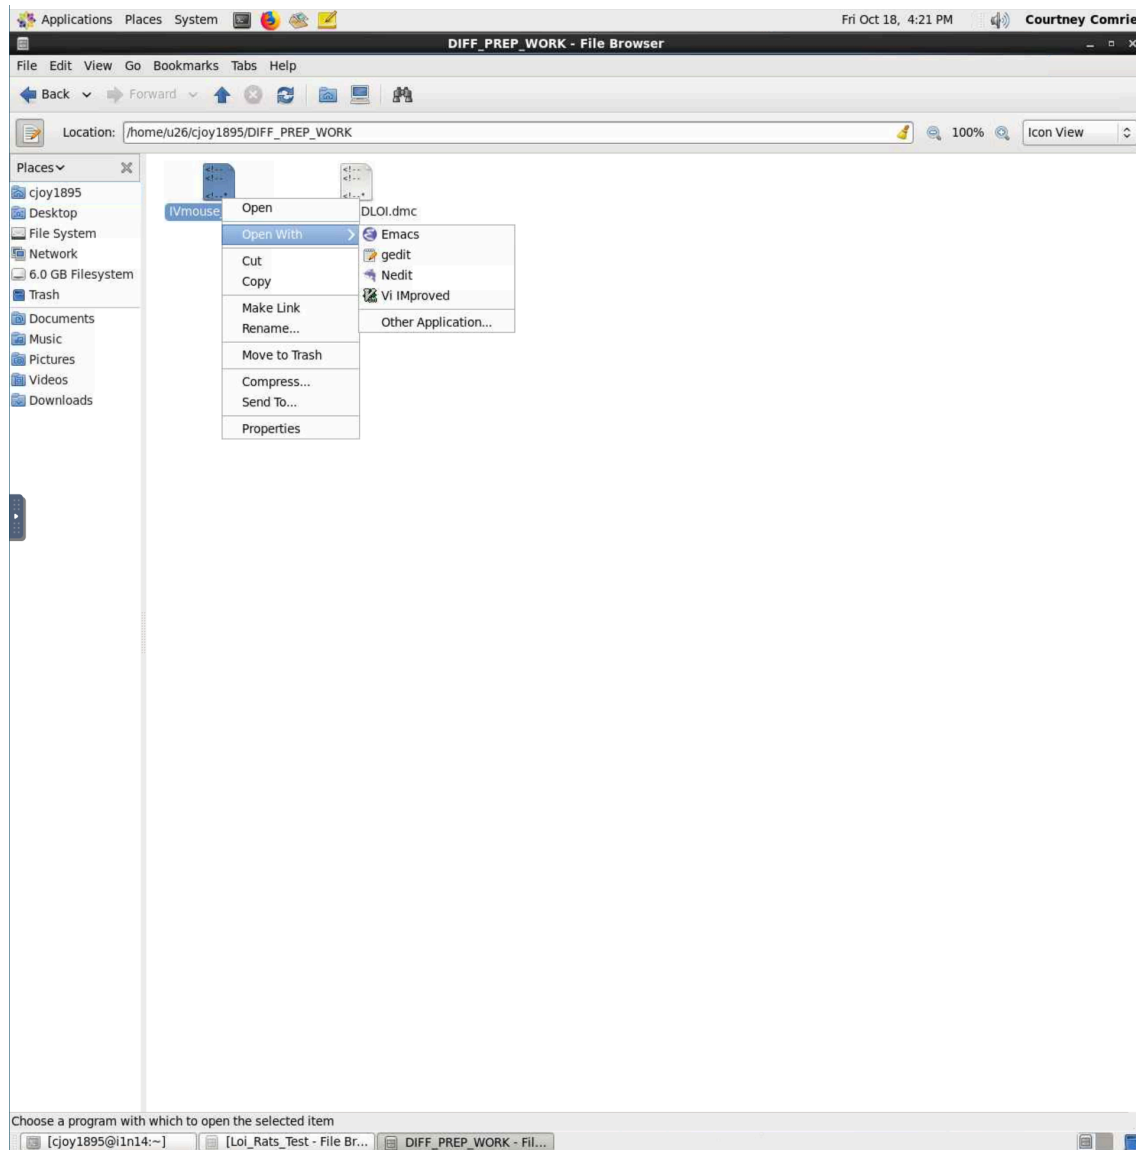 Applications Places System Fri Oct 18, 4:21 PM Courtney Comrie
DIFF_PREP_WORK - File Browser
File Edit View Go Bookmarks Tabs Help
Back Forward
Location: /home/u26/cjoy1895/DIFF_PREP_WORK 100% Icon View
Places
cjoy1895
Desktop
File System
Network
6.0 GB Filesystem
Trash
Documents
Music
Pictures
Videos
Downloads
<!--
<!--
<!--*
IVmouse
<!--
<!--
<!--*
DLOI.dmc
Open
Open With
Cut
Copy
Make Link
Rename...
Move to Trash
Compress...
Send To...
Properties
Emacs
gedit
Nedit
Vi IMproved
Other Application...
Choose a program with which to open the selected item
[cjoy1895@i1n14:~] [Loi_Rats_Test - File Br... DIFF_PREP_WORK - Fil...